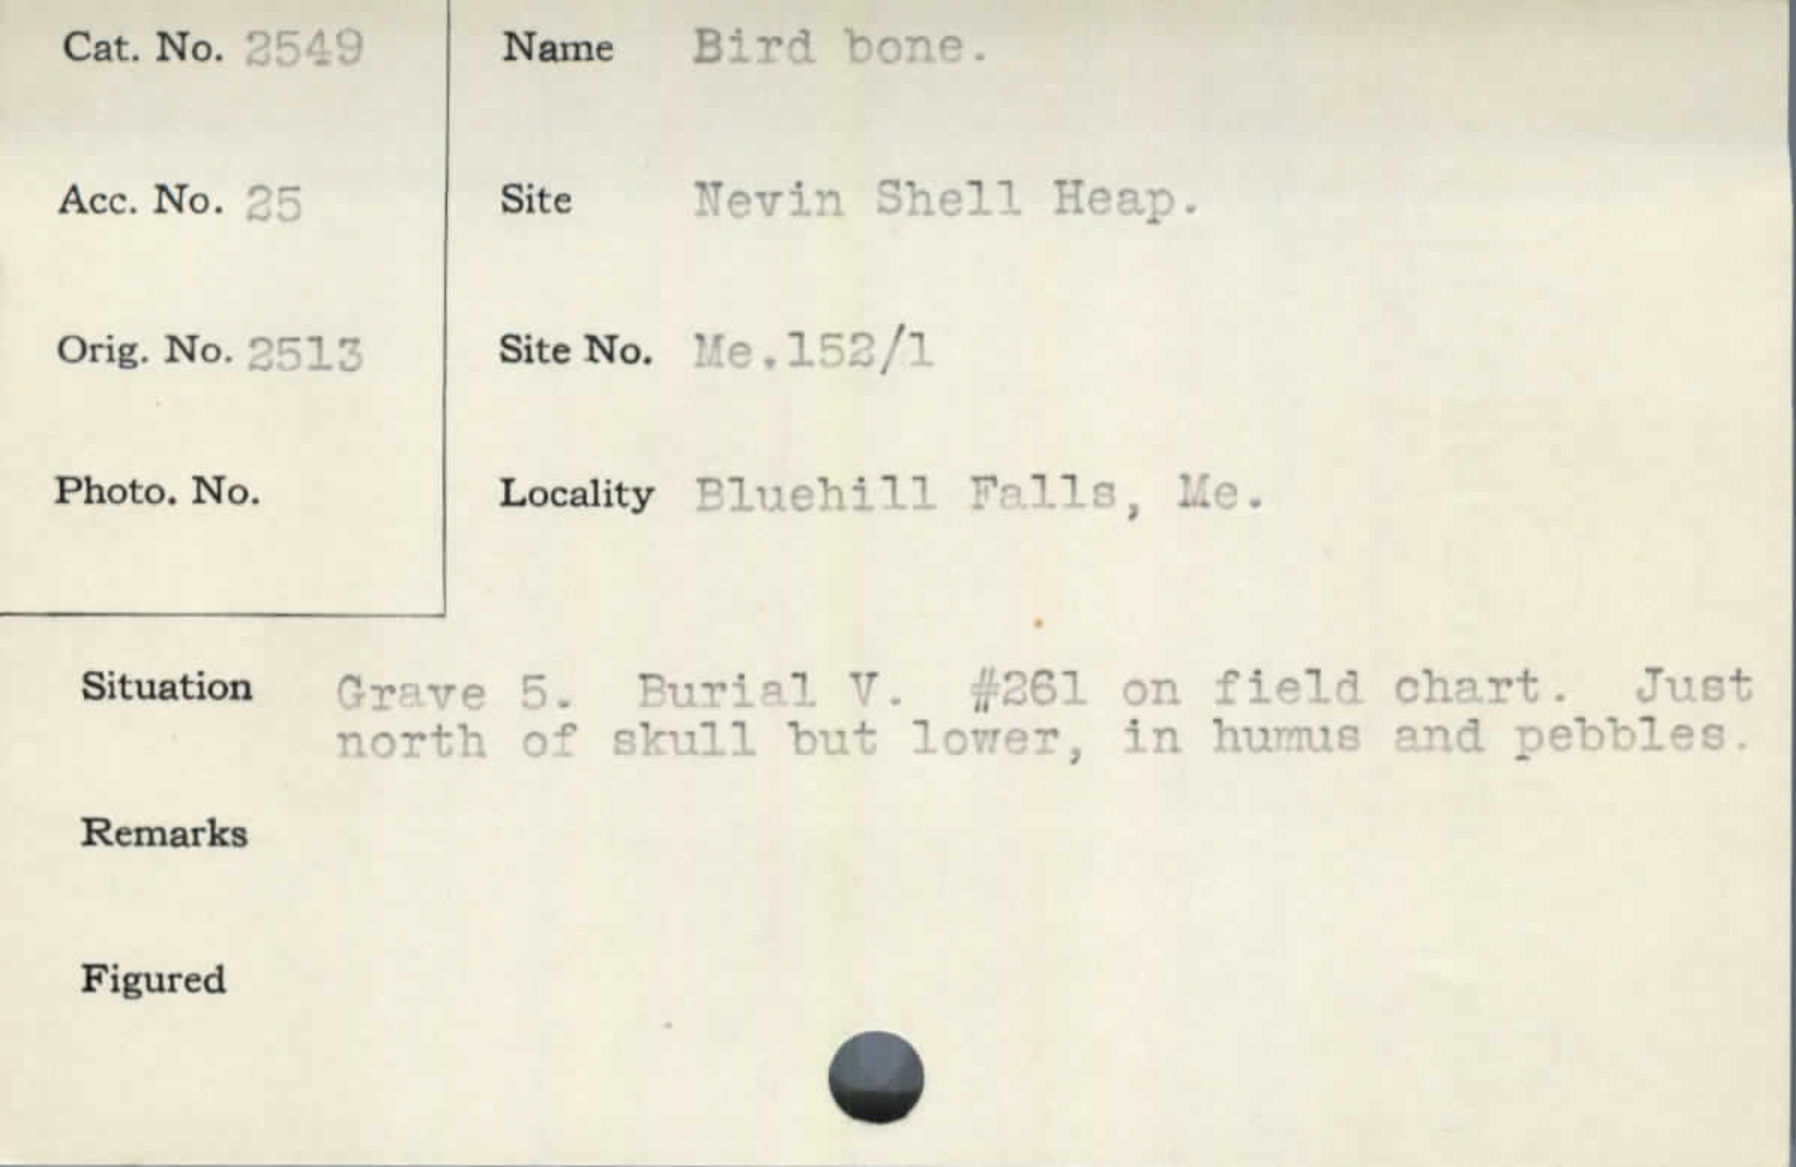 Cat. No. 2549
Name Bird bone.
Acc. No. 25
Site Nevin Shell Heap.
Orig. No. 2513
Site No. Me.152/1
Photo. No.
Locality Bluehill Falls, Me.
Situation Grave 5. Burial V. #261 on field chart. Just
north of skull but lower, in humus and pebbles.
Remarks
Figured